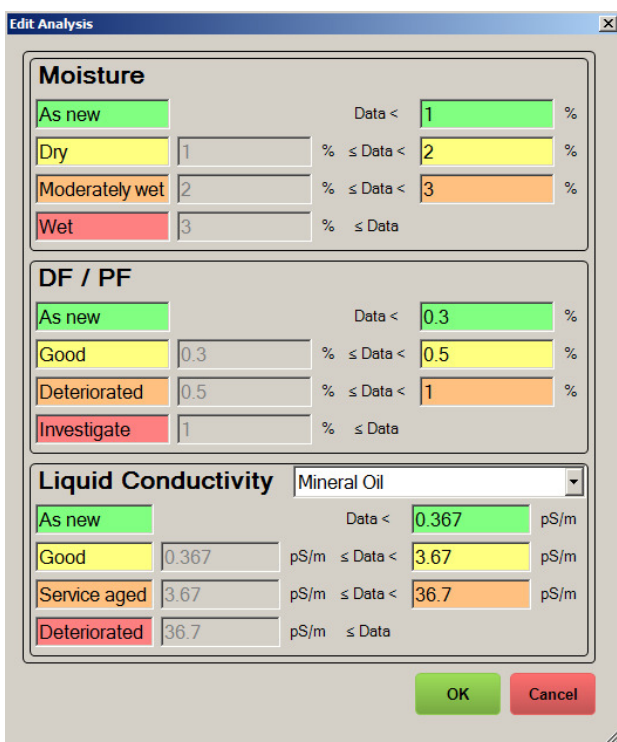 Edit Analysis
Moisture
As new Data < 1 %
Dry 1 % ≤ Data < 2 %
Moderately wet 2 % ≤ Data < 3 %
Wet 3 % ≤ Data
DF / PF
As new Data < 0.3 %
Good 0.3 % ≤ Data < 0.5 %
Deteriorated 0.5 % ≤ Data < 1 %
Investigate 1 % ≤ Data
Liquid Conductivity Mineral Oil
As new Data < 0.367 pS/m
Good 0.367 pS/m ≤ Data < 3.67 pS/m
Service aged 3.67 pS/m ≤ Data < 36.7 pS/m
Deteriorated 36.7 pS/m ≤ Data
OK Cancel